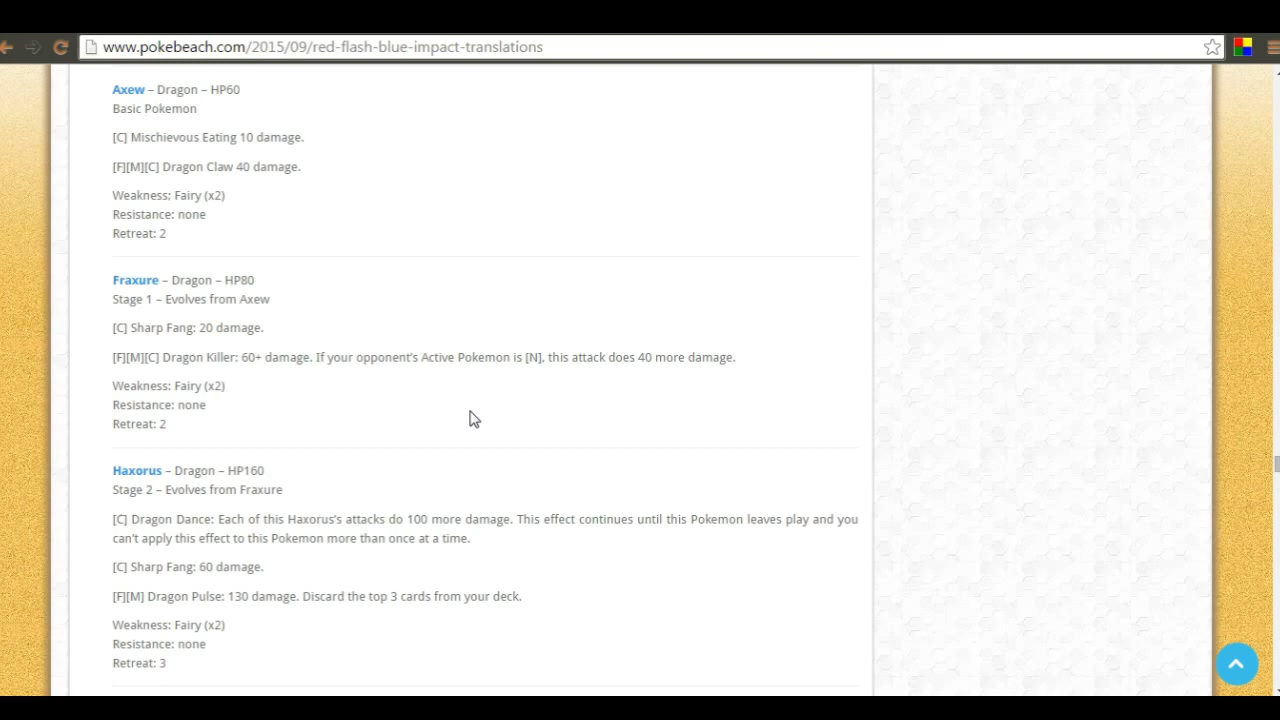 www.pokebeach.com/2015/09/red-flash-blue-impact-translations
Axew – Dragon – HP60
Basic Pokemon
[C] Mischievous Eating 10 damage.
[F][M][C] Dragon Claw 40 damage.
Weakness: Fairy (x2)
Resistance: none
Retreat: 2
Fraxure – Dragon – HP80
Stage 1 – Evolves from Axew
[C] Sharp Fang: 20 damage.
[F][M][C] Dragon Killer: 60+ damage. If your opponent's Active Pokemon is [N], this attack does 40 more damage.
Weakness: Fairy (x2)
Resistance: none
Retreat: 2
Haxorus – Dragon – HP160
Stage 2 – Evolves from Fraxure
[C] Dragon Dance: Each of this Haxorus's attacks do 100 more damage. This effect continues until this Pokemon leaves play and you
can't apply this effect to this Pokemon more than once at a time.
[C] Sharp Fang: 60 damage.
[F][M] Dragon Pulse: 130 damage. Discard the top 3 cards from your deck.
Weakness: Fairy (x2)
Resistance: none
Retreat: 3